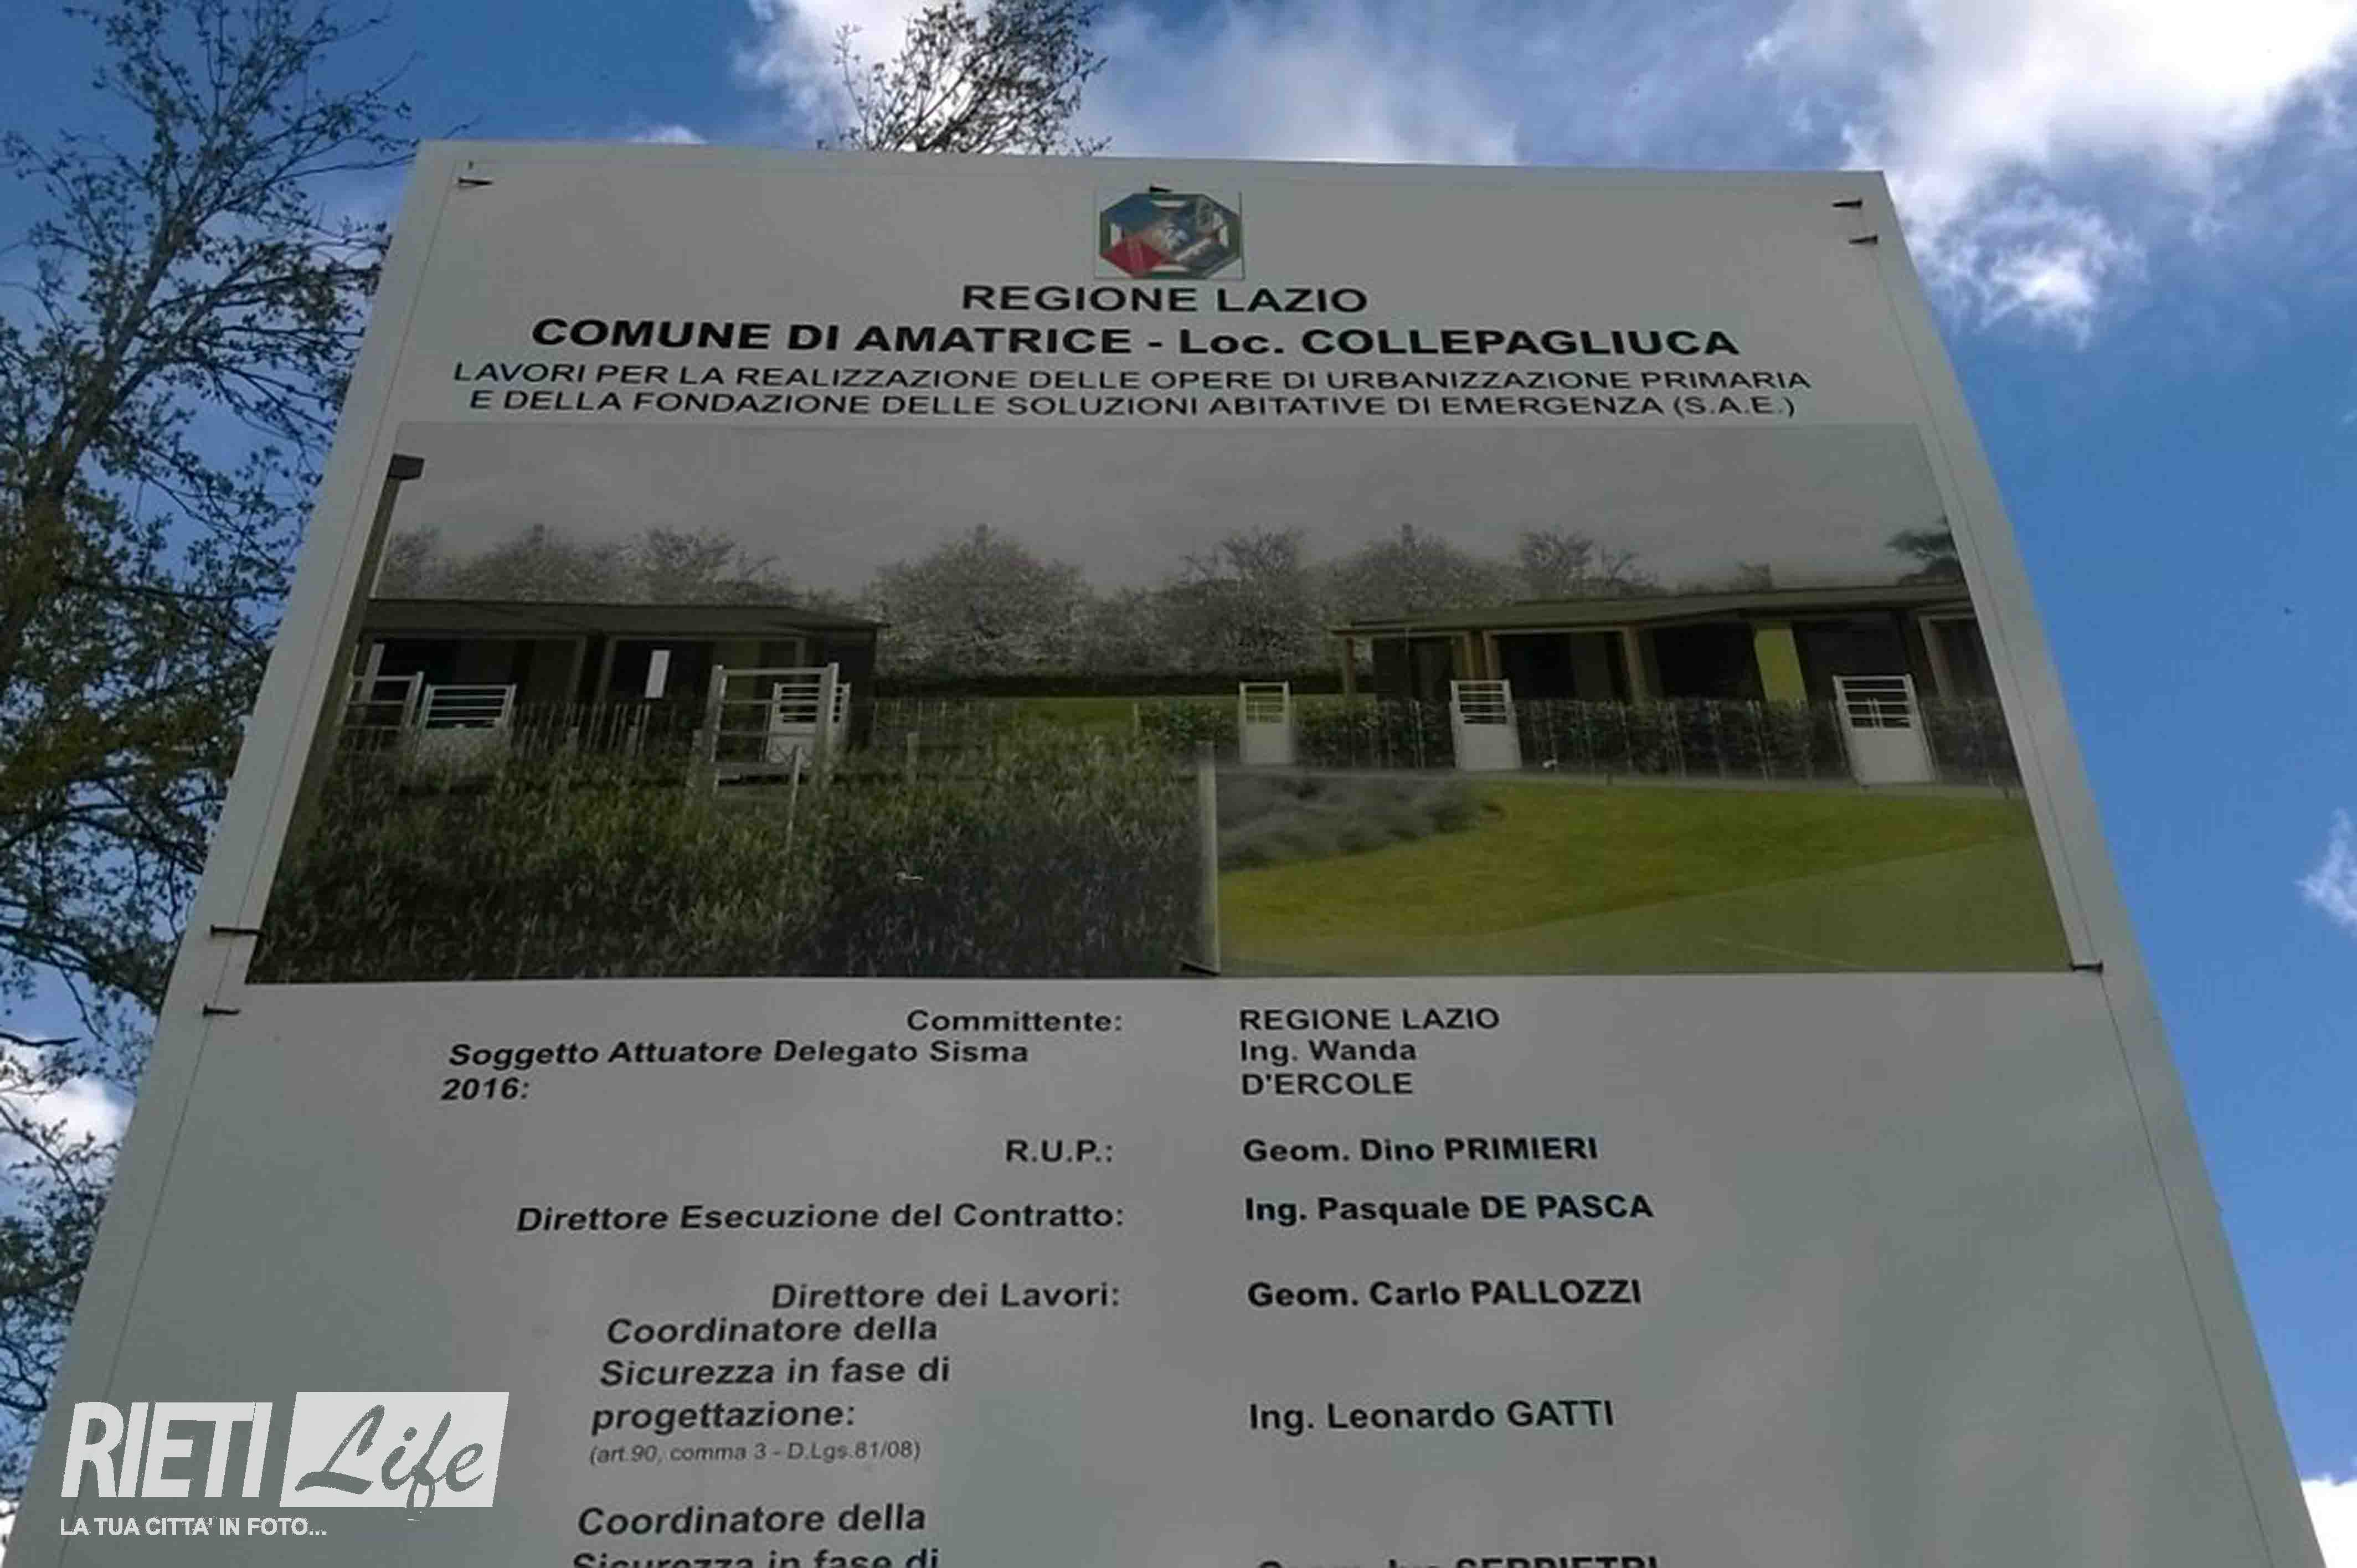 REGIONE LAZIO
COMUNE DI AMATRICE - Loc. COLLEPAGLIUCA
LAVORI PER LA REALIZZAZIONE DELLE OPERE DI URBANIZZAZIONE PRIMARIA
E DELLA FONDAZIONE DELLE SOLUZIONI ABITATIVE DI EMERGENZA (S.A.E.)
Committente: REGIONE LAZIO
Soggetto Attuatore Delegato Sisma Ing. Wanda
2016: D'ERCOLE
R.U.P.: Geom. Dino PRIMIERI
Direttore Esecuzione del Contratto: Ing. Pasquale DE PASCA
Direttore dei Lavori: Geom. Carlo PALLOZZI
Coordinatore della
Sicurezza in fase di
progettazione: Ing. Leonardo GATTI
(art.90, comma 3 - D.Lgs.81/08)
Coordinatore della
Sicurezza in fase di
RIETI Life
LA TUA CITTA' IN FOTO...